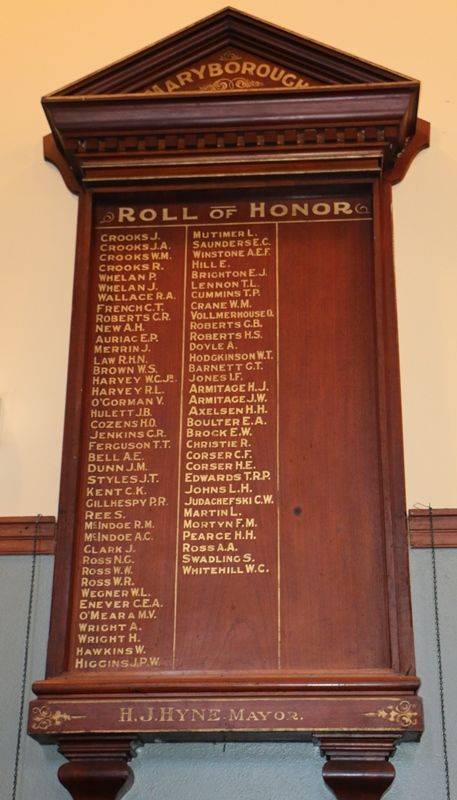 MARYBOROUGH
ROLL OF HONOR
CROOKS J.
CROOKS J.A.
CROOKS W.M.
CROOKS R.
WHELAN P.
WHELAN J.
WALLACE R.A.
FRENCH C.T.
ROBERTS C.R.
NEW A.H.
AURIAC E.P.
MERRIN J.
LAW R.H.N.
BROWN W.S.
HARVEY W.C. JR.
HARVEY R.L.
O'GORMAN V.
HULETT J.B.
COZENS H.O.
JENKINS C.R.
FERGUSON T.T.
BELL A.E.
DUNN J.M.
STYLES J.T.
KENT C.K.
GILLHESPY P.R.
REE S.
McINDOE R.M.
McINDOE A.C.
CLARK J.
ROSS N.G.
ROSS W.W.
ROSS W.R.
WEGNER W.L.
ENEVER C.E.A.
O'MEARA M.V.
WRIGHT A.
WRIGHT H.
HAWKINS W.
HIGGINS J.P.W.
MUTIMER L.
SAUNDERS E.C.
WINSTONE A.E.F.
HILL E.
BRIGHTON E.J.
LENNON T.L.
CUMMINS T.P.
CRANE W.M.
VOLLMERHOUSE O.
ROBERTS G.B.
ROBERTS H.S.
DOYLE A.
HODGKINSON W.T.
BARNETT G.T.
JONES I.F.
ARMITAGE H.J.
ARMITAGE J.W.
AXELSEN H.H.
BOULTER E.A.
BROCK E.W.
CHRISTIE R.
CORSER C.F.
CORSER H.E.
EDWARDS T.R.P.
JOHNS L.H.
JUDACHEFSKI C.W.
MARTIN L.
MORTYN F.M.
PEARCE H.H.
ROSS A.A.
SWADLING S.
WHITEHILL W.C.
H.J. HYNE. MAYOR.